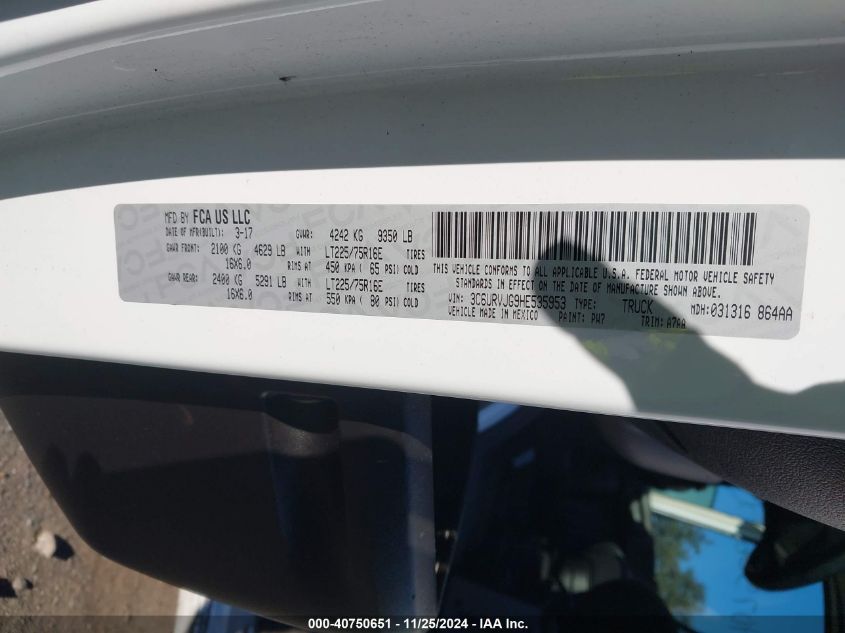 MFD BY FCA US LLC
DATE OF MFR(BUILT): 3-17 GVWR: 4242 KG 9350 LB
GAWR FRONT: 2100 KG 4629 LB WITH LT225/75R16E TIRES
16X6.0 RIMS AT 450 KPA ( 65 PSI) COLD
GAWR REAR: 2400 KG 5291 LB WITH LT225/75R16E TIRES
16X6.0 RIMS AT 550 KPA ( 80 PSI) COLD
THIS VEHICLE CONFORMS TO ALL APPLICABLE U.S.A. FEDERAL MOTOR VEHICLE SAFETY
STANDARDS IN EFFECT ON THE DATE OF MANUFACTURE SHOWN ABOVE.
VIN: 3C6URVJG9HE535953 TYPE: TRUCK MDH:031316 864AA
VEHICLE MADE IN MEXICO PAINT: PW7 TRIM: A7AA
000-40750651 - 11/25/2024 - IAA Inc.